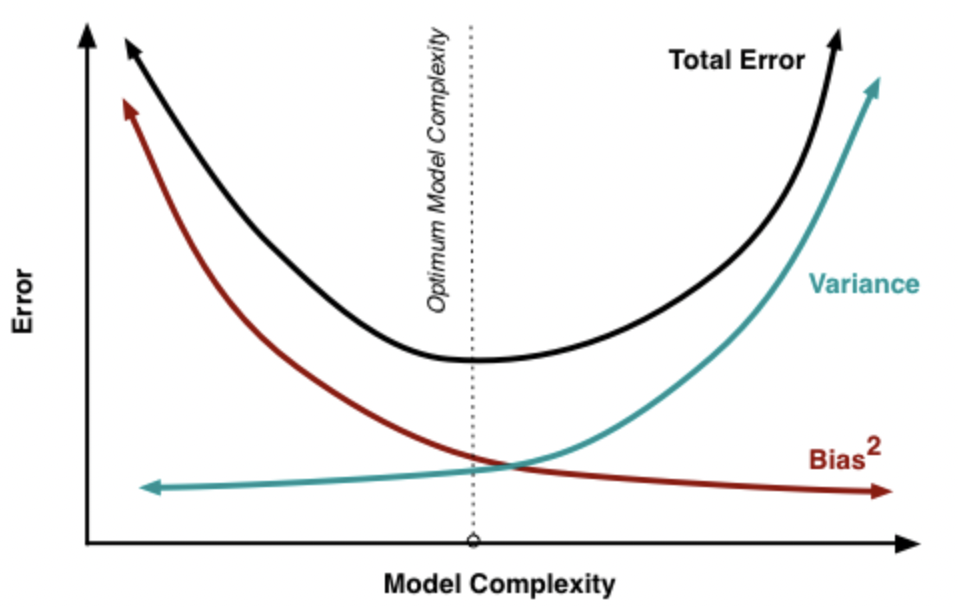 Optimum Model Complexity
Total Error
Variance
Error
Bias²
Model Complexity